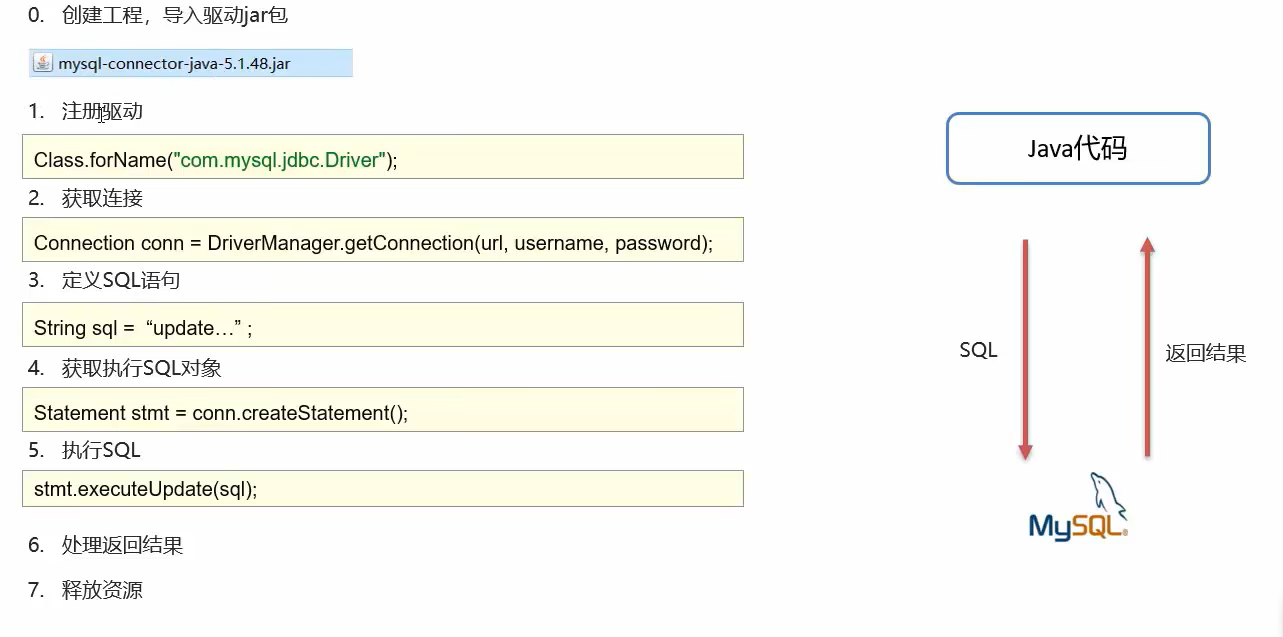 0. 创建工程，导入驱动jar包
mysql-connector-java-5.1.48.jar
1. 注册驱动
Class.forName("com.mysql.jdbc.Driver");
2. 获取连接
Connection conn = DriverManager.getConnection(url, username, password);
3. 定义SQL语句
String sql = “update…” ;
4. 获取执行SQL对象
Statement stmt = conn.createStatement();
5. 执行SQL
stmt.executeUpdate(sql);
6. 处理返回结果
7. 释放资源
Java代码
SQL
返回结果
MySQL®